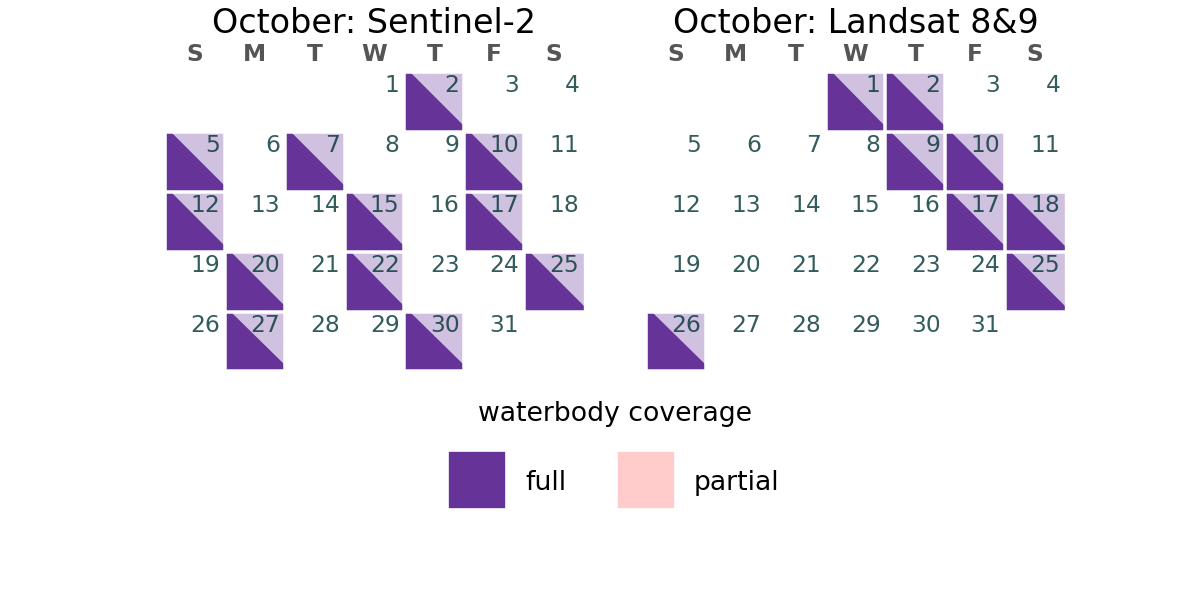 October: Sentinel-2
S M T W T F S
1 2 3 4
5 6 7 8 9 10 11
12 13 14 15 16 17 18
19 20 21 22 23 24 25
26 27 28 29 30 31
October: Landsat 8&9
S M T W T F S
1 2 3 4
5 6 7 8 9 10 11
12 13 14 15 16 17 18
19 20 21 22 23 24 25
26 27 28 29 30 31
waterbody coverage
full partial